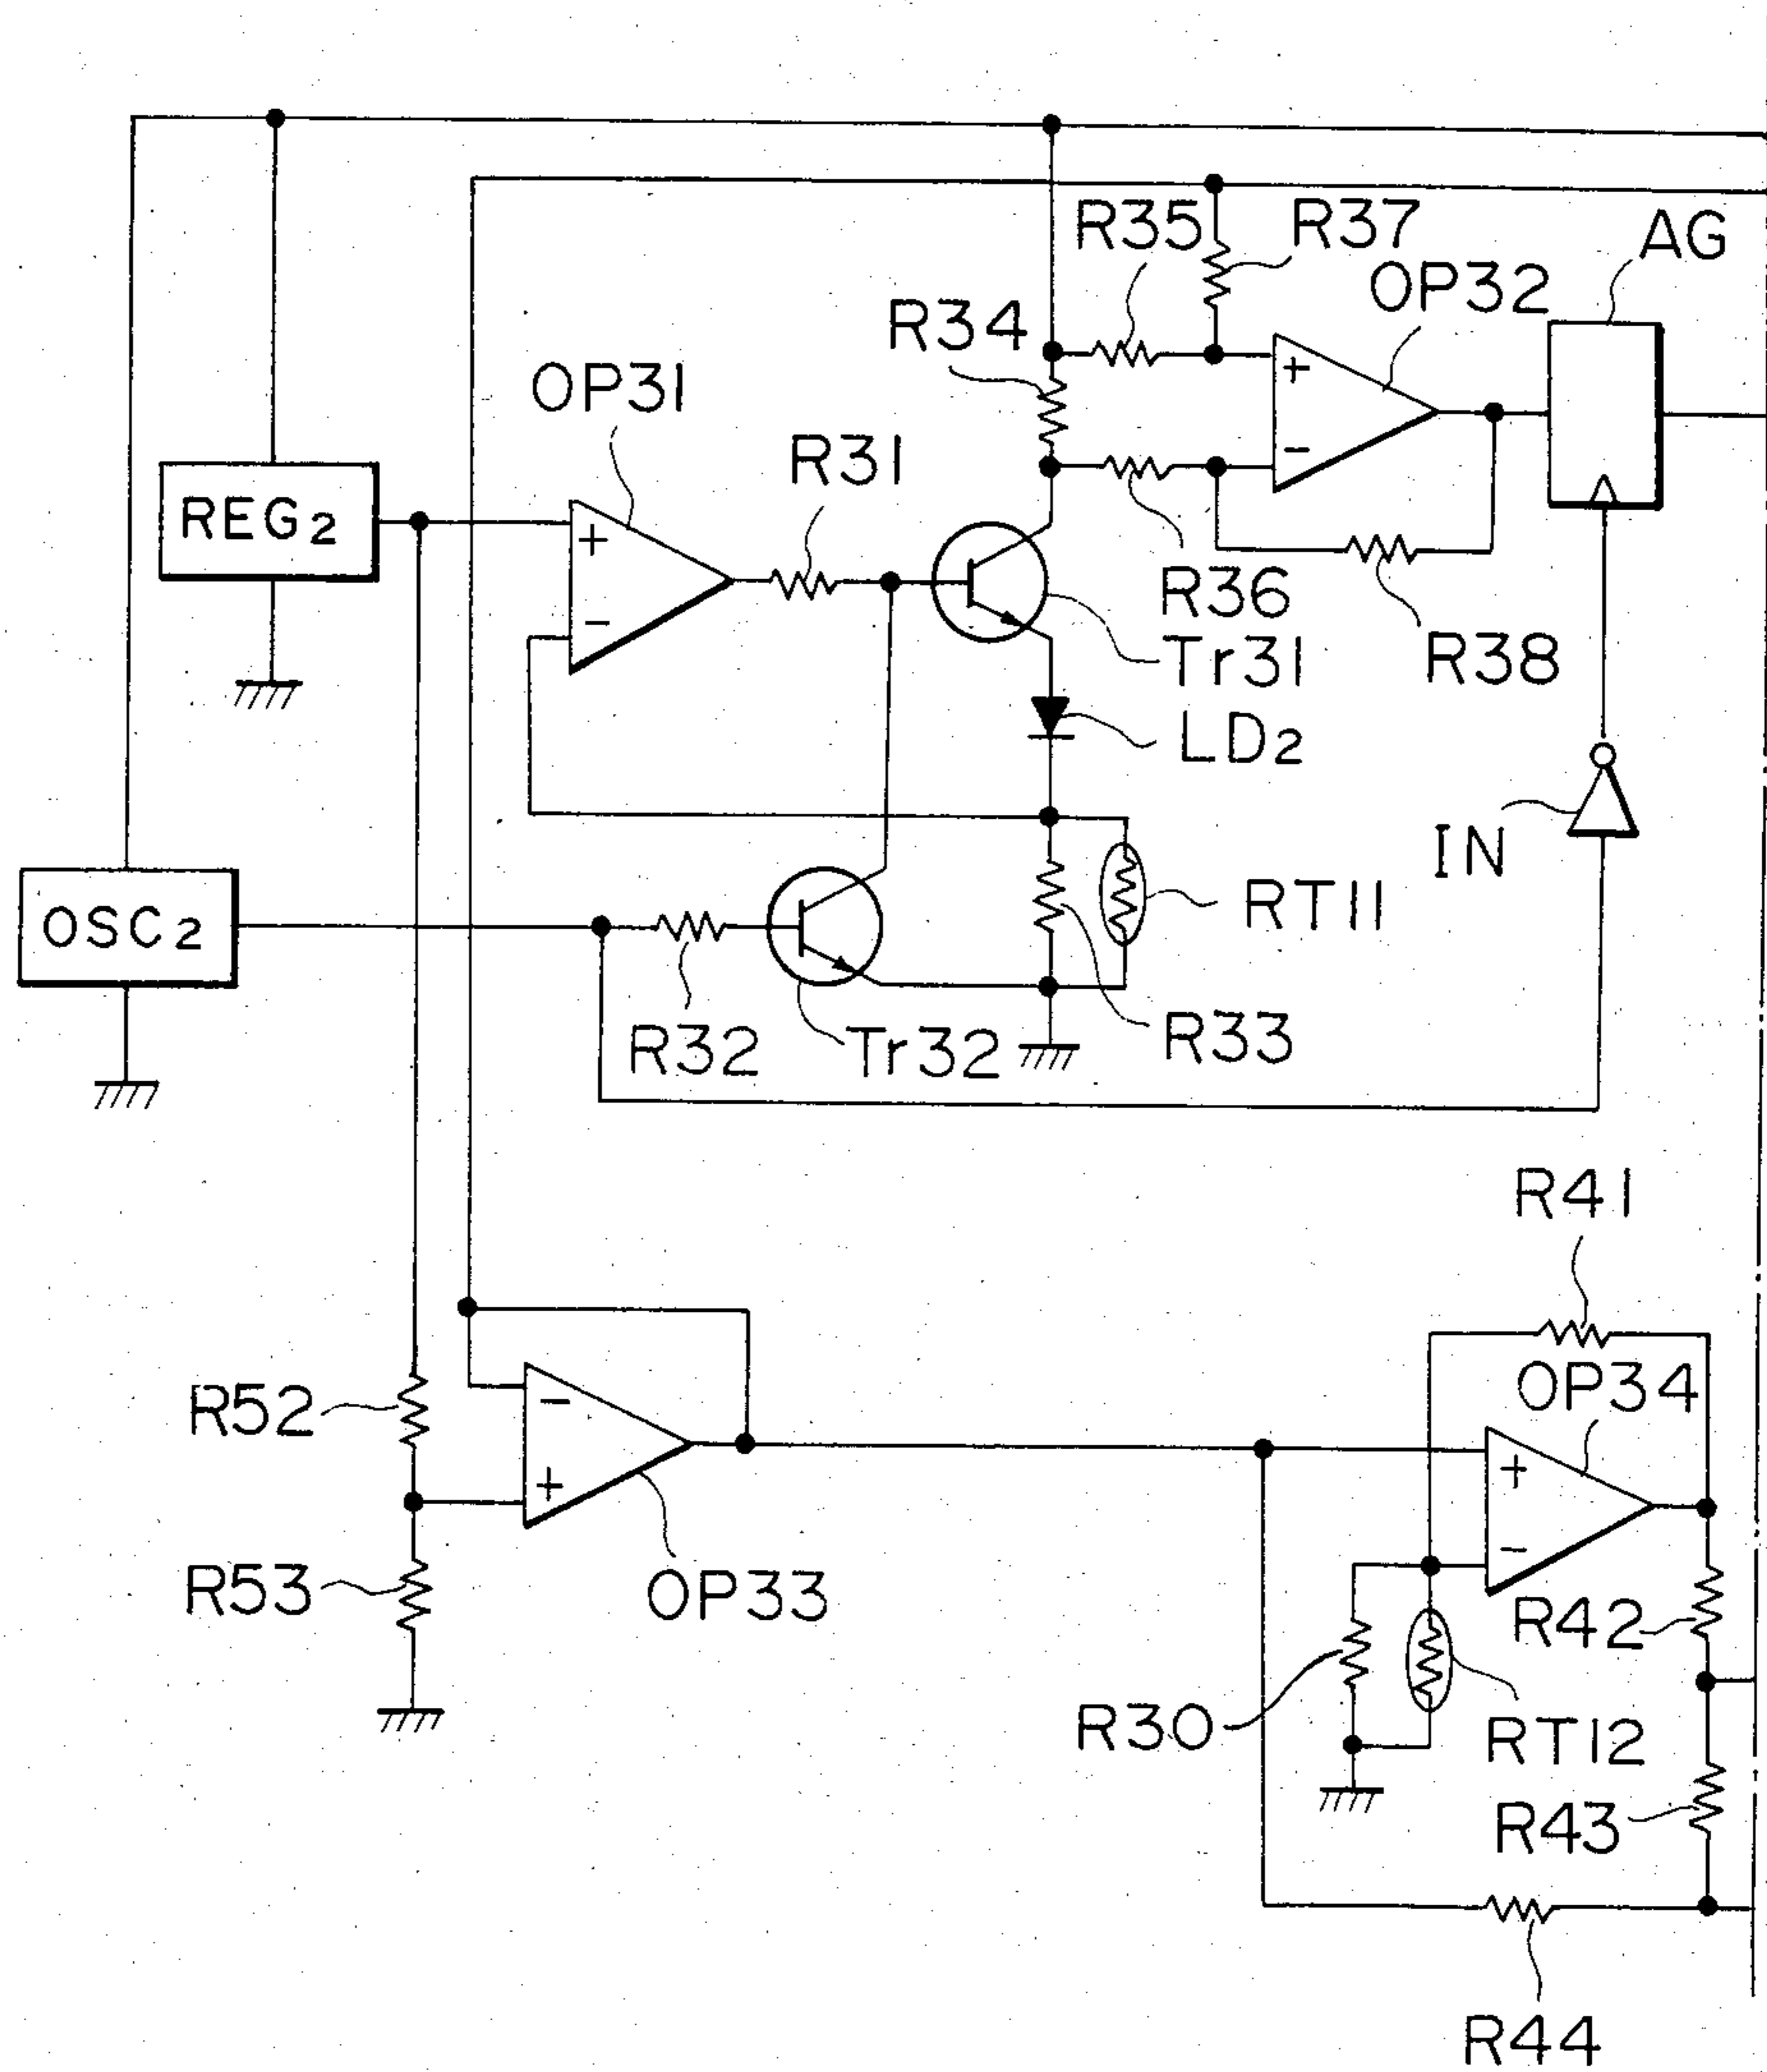 R35
R37
AG
OP32
R34
OP31
+
R31
-
REG2
+
R36
-
Tr31
R38
LD2
IN
OSC2
RT11
R32
Tr32
R33
R41
R52
-
OP34
+
+
R53
OP33
-
R42
R30
RT12
R43
R44